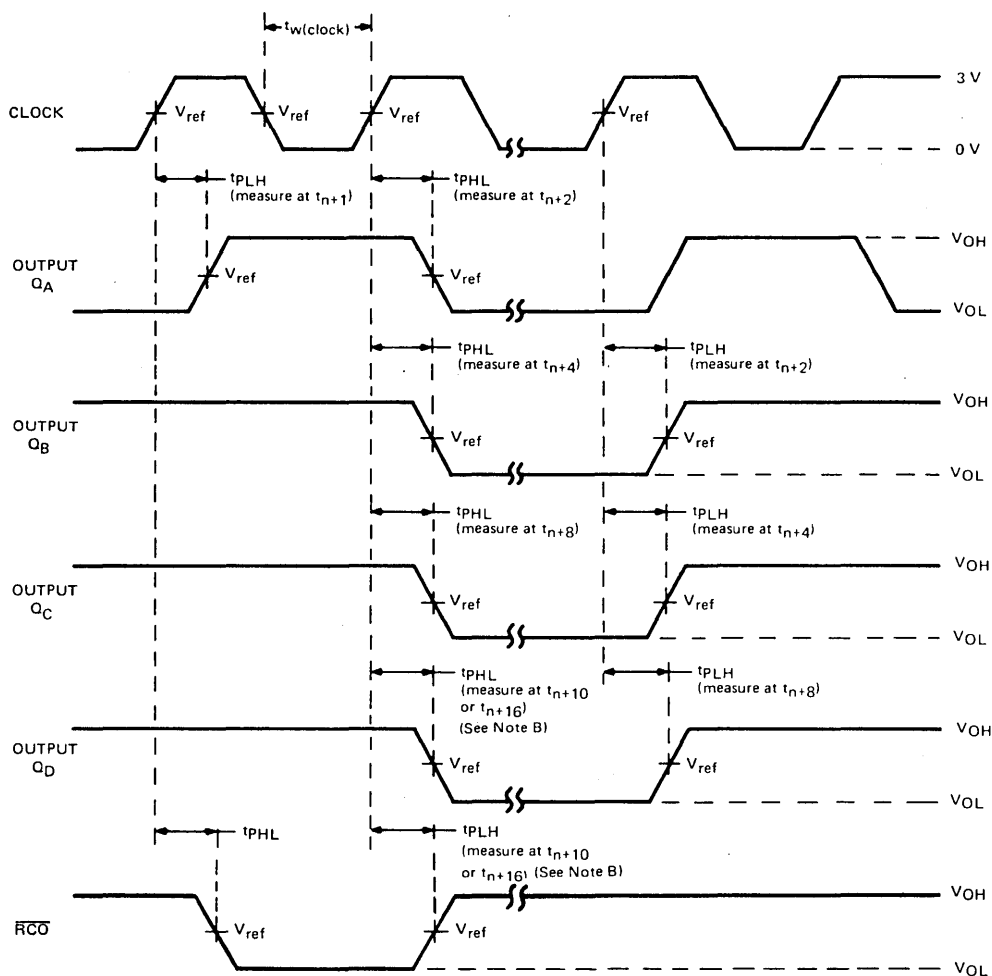 tw(clock)
3 V
CLOCK
Vref
Vref
Vref
Vref
0 V
tPLH
(measure at tn+1)
tPHL
(measure at tn+2)
VOH
OUTPUT
QA
Vref
Vref
VOL
tPHL
(measure at tn+4)
tPLH
(measure at tn+2)
VOH
OUTPUT
QB
Vref
Vref
VOL
tPHL
(measure at tn+8)
tPLH
(measure at tn+4)
VOH
OUTPUT
QC
Vref
Vref
VOL
tPHL
(measure at tn+10
or tn+16)
(See Note B)
tPLH
(measure at tn+8)
VOH
OUTPUT
QD
Vref
Vref
VOL
tPHL
tPLH
(measure at tn+10
or tn+16) (See Note B)
VOH
RCO
Vref
Vref
VOL